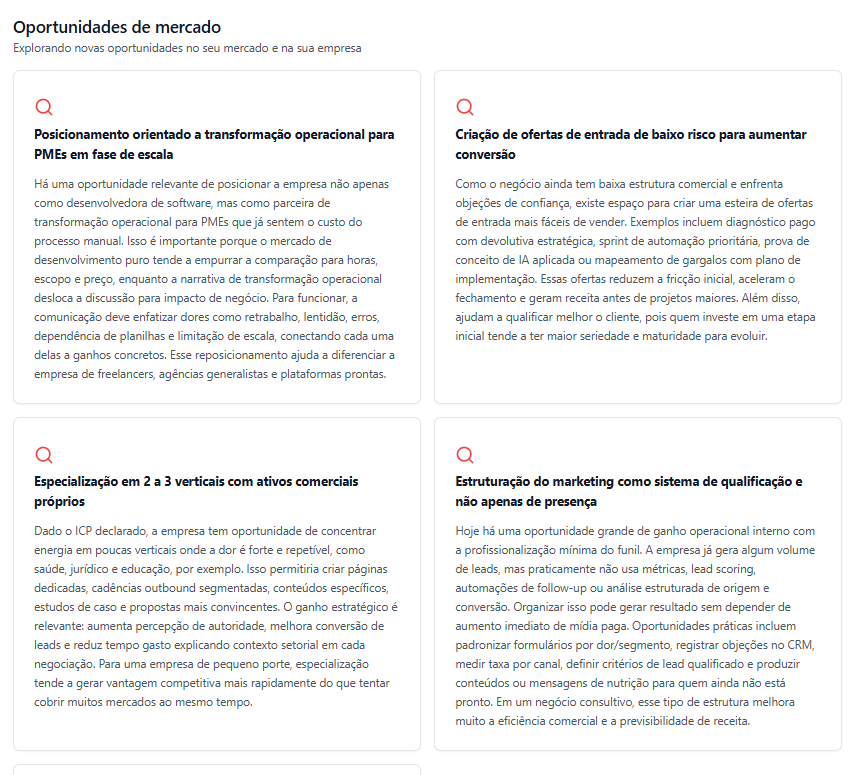 Oportunidades de mercado
Explorando novas oportunidades no seu mercado e na sua empresa
Posicionamento orientado a transformação operacional para
PMEs em fase de escala
Há uma oportunidade relevante de posicionar a empresa não apenas
como desenvolvedora de software, mas como parceira de
transformação operacional para PMEs que já sentem o custo do
processo manual. Isso é importante porque o mercado de
desenvolvimento puro tende a empurrar a comparação para horas,
escopo e preço, enquanto a narrativa de transformação operacional
desloca a discussão para impacto de negócio. Para funcionar, a
comunicação deve enfatizar dores como retrabalho, lentidão, erros,
dependência de planilhas e limitação de escala, conectando cada uma
delas a ganhos concretos. Esse reposicionamento ajuda a diferenciar a
empresa de freelancers, agências generalistas e plataformas prontas.
Criação de ofertas de entrada de baixo risco para aumentar
conversão
Como o negócio ainda tem baixa estrutura comercial e enfrenta
objeções de confiança, existe espaço para criar uma esteira de ofertas
de entrada mais fáceis de vender. Exemplos incluem diagnóstico pago
com devolutiva estratégica, sprint de automação prioritária, prova de
conceito de IA aplicada ou mapeamento de gargalos com plano de
implementação. Essas ofertas reduzem a fricção inicial, aceleram o
fechamento e geram receita antes de projetos maiores. Além disso,
ajudam a qualificar melhor o cliente, pois quem investe em uma etapa
inicial tende a ter maior seriedade e maturidade para evoluir.
Especialização em 2 a 3 verticais com ativos comerciais
próprios
Dado o ICP declarado, a empresa tem oportunidade de concentrar
energia em poucas verticais onde a dor é forte e repetível, como
saúde, jurídico e educação, por exemplo. Isso permitiria criar páginas
dedicadas, cadências outbound segmentadas, conteúdos específicos,
estudos de caso e propostas mais convincentes. O ganho estratégico é
relevante: aumenta percepção de autoridade, melhora conversão de
leads e reduz tempo gasto explicando contexto setorial em cada
negociação. Para uma empresa de pequeno porte, especialização
tende a gerar vantagem competitiva mais rapidamente do que tentar
cobrir muitos mercados ao mesmo tempo.
Estruturação do marketing como sistema de qualificação e
não apenas de presença
Hoje há uma oportunidade grande de ganho operacional interno com
a profissionalização mínima do funil. A empresa já gera algum volume
de leads, mas praticamente não usa métricas, lead scoring,
automações de follow-up ou análise estruturada de origem e
conversão. Organizar isso pode gerar resultado sem depender de
aumento imediato de mídia paga. Oportunidades práticas incluem
padronizar formulários por dor/segmento, registrar objeções no CRM,
medir taxa por canal, definir critérios de lead qualificado e produzir
conteúdos ou mensagens de nutrição para quem ainda não está
pronto. Em um negócio consultivo, esse tipo de estrutura melhora
muito a eficiência comercial e a previsibilidade de receita.